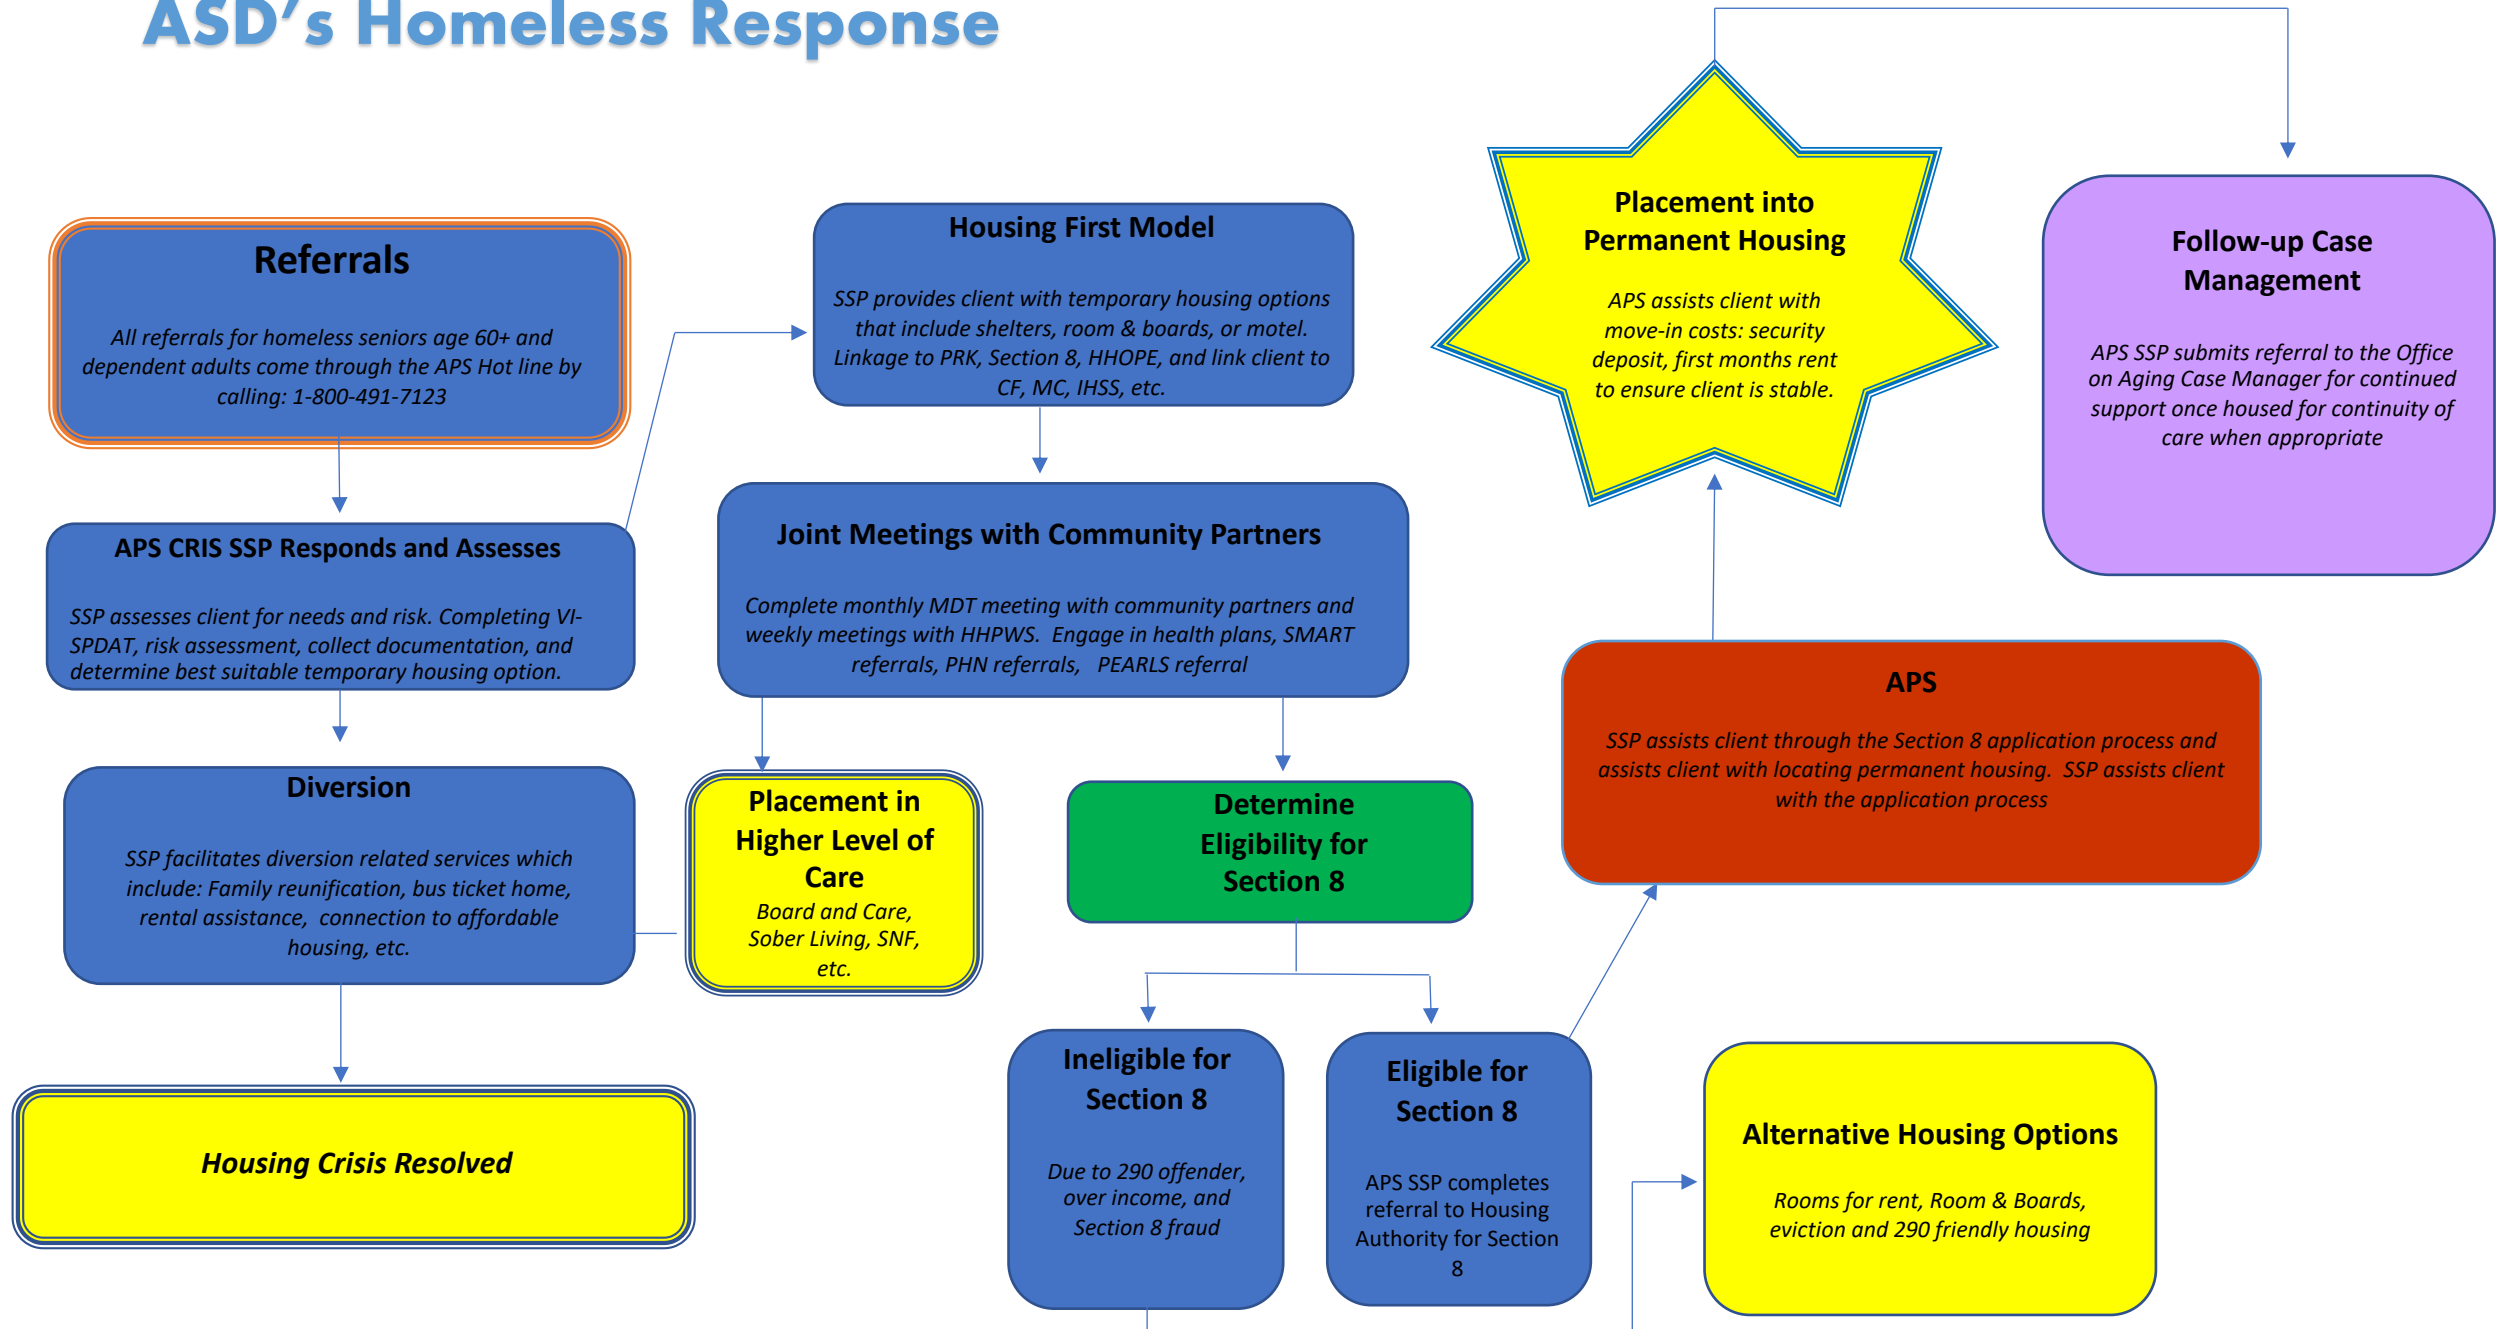 ASD's Homeless Response
Referrals
All referrals for homeless seniors age 60+ and
dependent adults come through the APS Hot line by
calling: 1-800-491-7123
APS CRIS SSP Responds and Assesses
SSP assesses client for needs and risk. Completing VI-
SPDAT, risk assessment, collect documentation, and
determine best suitable temporary housing option.
Diversion
SSP facilitates diversion related services which
include: Family reunification, bus ticket home,
rental assistance,  connection to affordable
housing, etc.
Housing Crisis Resolved
Housing First Model
SSP provides client with temporary housing options
that include shelters, room & boards, or motel.
Linkage to PRK, Section 8, HHOPE, and link client to
CF, MC, IHSS, etc.
Joint Meetings with Community Partners
Complete monthly MDT meeting with community partners and
weekly meetings with HHPWS.  Engage in health plans, SMART
referrals, PHN referrals,   PEARLS referral
Placement in
Higher Level of
Care
Board and Care,
Sober Living, SNF,
etc.
Determine
Eligibility for
Section 8
Ineligible for
Section 8
Due to 290 offender,
over income, and
Section 8 fraud
Eligible for
Section 8
APS SSP completes
referral to Housing
Authority for Section
8
APS
SSP assists client through the Section 8 application process and
assists client with locating permanent housing.  SSP assists client
with the application process
Placement into
Permanent Housing
APS assists client with
move-in costs: security
deposit, first months rent
to ensure client is stable.
Follow-up Case
Management
APS SSP submits referral to the Office
on Aging Case Manager for continued
support once housed for continuity of
care when appropriate
Alternative Housing Options
Rooms for rent, Room & Boards,
eviction and 290 friendly housing